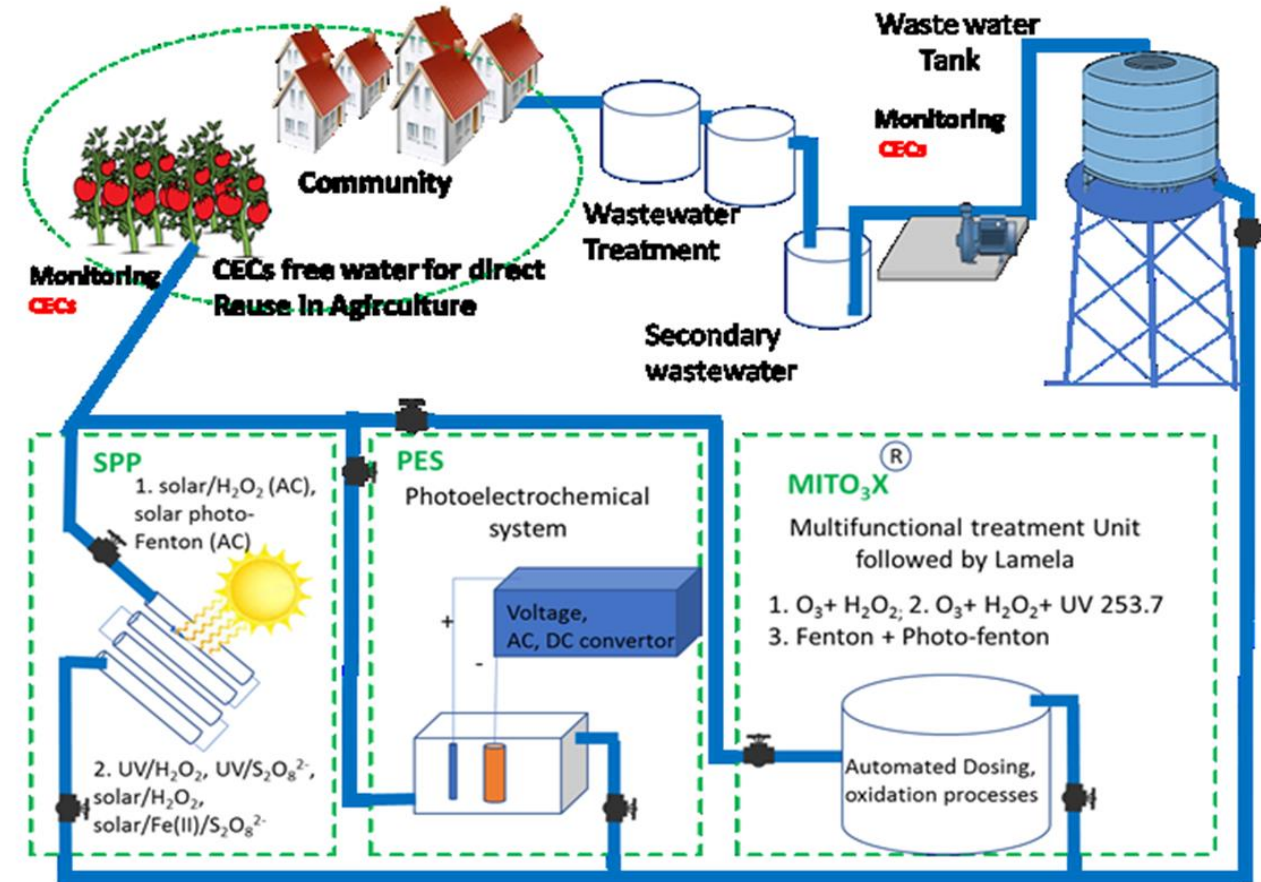 Waste water
Tank
Monitoring
CECs
Community
Wastewater
Treatment
Monitoring
CECs
CECs free water for direct
Reuse in Agirculture
Secondary
wastewater
SPP
1. solar/H₂O₂ (AC),
solar photo-
Fenton (AC)
2. UV/H₂O₂, UV/S₂O₈²⁻,
solar/H₂O₂,
solar/Fe(II)/S₂O₈²⁻
PES
Photoelectrochemical
system
Voltage,
AC, DC convertor
+
-
MITO₃X®
Multifunctional treatment Unit
followed by Lamela
1. O₃+ H₂O₂; 2. O₃+ H₂O₂+ UV 253.7
3. Fenton + Photo-fenton
Automated Dosing,
oxidation processes